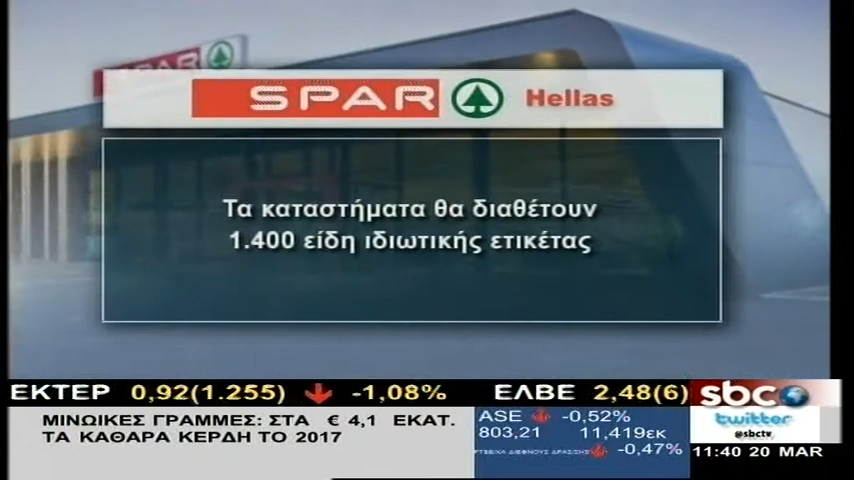 SPAR
SPAR Hellas
Τα καταστήματα θα διαθέτουν
1.400 είδη ιδιωτικής ετικέτας
ΕΚΤΕΡ 0,92(1.255) -1,08% ΕΛΒΕ 2,48(6)
sbc
ΜΙΝΩΙΚΕΣ ΓΡΑΜΜΕΣ: ΣΤΑ € 4,1 ΕΚΑΤ.
ΤΑ ΚΑΘΑΡΑ ΚΕΡΔΗ ΤΟ 2017
ASE -0,52%
803,21 11,419εκ
-0,47%
twitter
@sbctv
11:40 20 MAR